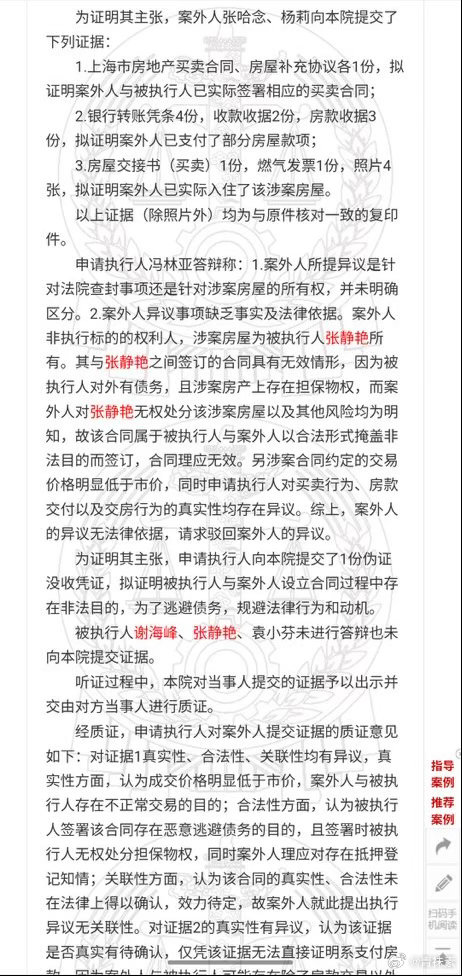 为证明其主张，案外人张哈念、杨莉向本院提交了
下列证据：
1.上海市房地产买卖合同、房屋补充协议各1份，拟
证明案外人与被执行人已实际签署相应的买卖合同；
2.银行转账凭条4份，收款收据2份，房款收据3
份，拟证明案外人已支付了部分房屋款项；
3.房屋交接书（买卖）1份，燃气发票1份，照片4
张，拟证明案外人已实际入住了该涉案房屋。
以上证据（除照片外）均为与原件核对一致的复印
件。
申请执行人冯林亚答辩称：1.案外人所提异议是针
对法院查封事项还是针对涉案房屋的所有权，并未明确
区分。2.案外人异议事项缺乏事实及法律依据。案外人
非执行标的的权利人，涉案房屋为被执行人张静艳所
有。其与张静艳之间签订的合同具有无效情形，因为被
执行人对外有债务，且涉案房产上存在担保物权，而案
外人对张静艳无权处分该涉案房屋以及其他风险均为明
知，故该合同属于被执行人与案外人以合法形式掩盖非
法目的而签订，合同理应无效。另涉案合同约定的交易
价格明显低于市价，同时申请执行人对买卖行为、房款
交付以及交房行为的真实性均存在异议。综上，案外人
的异议无法律依据，请求驳回案外人的异议。
为证明其主张，申请执行人向本院提交了1份伪证
没收凭证，拟证明被执行人与案外人设立合同过程中存
在非法目的，为了逃避债务，规避法律行为和动机。
被执行人谢海峰、张静艳、袁小芬未进行答辩也未
向本院提交证据。
听证过程中，本院对当事人提交的证据予以出示并
交由对方当事人进行质证。
经质证，申请执行人对案外人提交证据的质证意见
如下：对证据1真实性、合法性、关联性均有异议，真
实性方面，认为成交价格明显低于市价，案外人与被执
行人存在不正常交易的目的；合法性方面，认为被执行
人签署该合同存在恶意逃避债务的目的，且签署时被执
行人无权处分担保物权，同时案外人理应对存在抵押登
记知情；关联性方面，认为该合同的真实性、合法性未
在法律上得以确认，效力待定，故案外人就此提出执行
异议无关联性。对证据2的真实性有异议，认为该证据
是否真实有待确认，仅凭该证据无法直接证明系支付房
指导
案例
推荐
案例
扫码手
机阅读